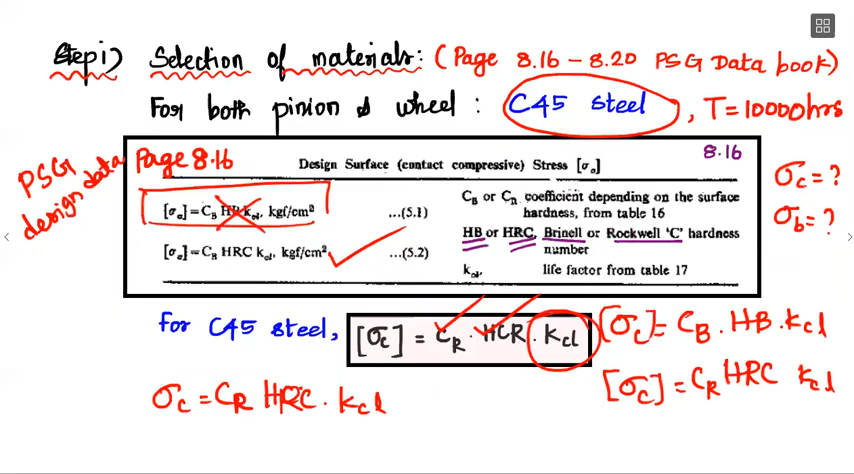 Step 1) Selection of materials: (Page 8.16 – 8.20 PSG Data book)
For both pinion & wheel : C45 steel, T = 10000hrs
PSG design data
Page 8.16
8.16
Design Surface (contact compressive) Stress [σc]
[σc] = CB HB kcl, kgf/cm² ...(5.1)
CB or CR coefficient depending on the surface hardness, from table 16
[σc] = CR HRC kcl, kgf/cm² ...(5.2)
HB or HRC, Brinell or Rockwell 'C' hardness number
kcl, life factor from table 17
σc = ?
σb = ?
For C45 steel, [σc] = CR · HCR · Kcl
[σc] = CB · HB · kcl
[σc] = CR HRC kcl
σc = CR HRC · kcl